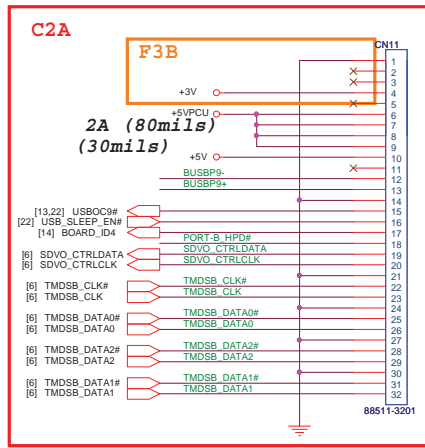 C2A
F3B
CN11
1
2
3
+3V 4
5
+5VPCU 6
2A (80mils) 7
8
(30mils) 9
+5V 10
11
BUSBP9- 12
BUSBP9+ 13
14
[13,22] USBOC9# 15
[22] USB_SLEEP_EN# 16
[14] BOARD_ID4 17
PORT-B_HPD# 18
[6] SDVO_CTRLDATA SDVO_CTRLDATA 19
[6] SDVO_CTRLCLK SDVO_CTRLCLK 20
21
[6] TMDSB_CLK# TMDSB_CLK# 22
[6] TMDSB_CLK TMDSB_CLK 23
24
[6] TMDSB_DATA0# TMDSB_DATA0# 25
[6] TMDSB_DATA0 TMDSB_DATA0 26
27
[6] TMDSB_DATA2# TMDSB_DATA2# 28
[6] TMDSB_DATA2 TMDSB_DATA2 29
30
[6] TMDSB_DATA1# TMDSB_DATA1# 31
[6] TMDSB_DATA1 TMDSB_DATA1 32
88511-3201